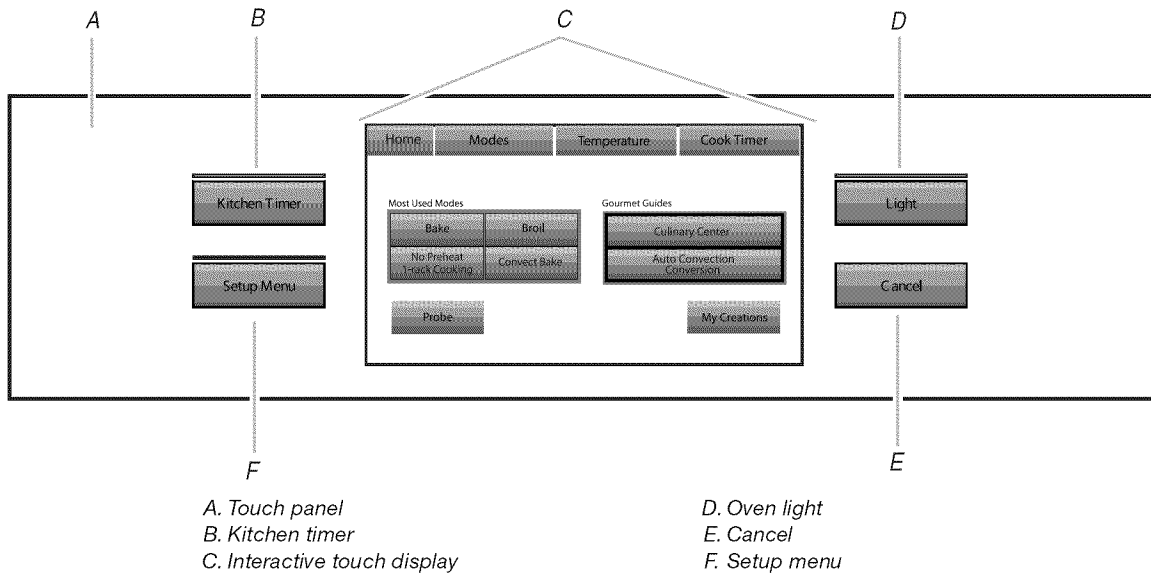 A B C D
Home Modes Temperature Cook Timer
Kitchen Timer
Light
Most Used Modes
Gourmet Guides
Bake Broil
Culinary Center
No Preheat
1-rack Cooking
Convect Bake
Auto Convection
Conversion
Setup Menu
Cancel
Probe
My Creations
F
E
A. Touch panel
B. Kitchen timer
C. Interactive touch display
D. Oven light
E. Cancel
F. Setup menu